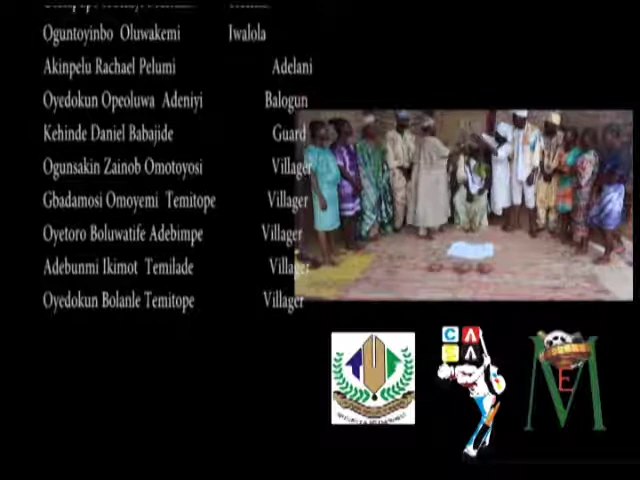 Oguntoyinbo Oluwakemi Iwalola
Akinpelu Rachael Pelumi Adelani
Oyedokun Opeoluwa Adeniyi Balogun
Kehinde Daniel Babajide Guard
Ogunsakin Zainob Omotoyosi Villager
Gbadamosi Omoyemi Temitope Villager
Oyetoro Boluwatife Adebimpe Villager
Adebunmi Ikimot Temilade Villager
Oyedokun Bolanle Temitope Villager
C A
A
M E